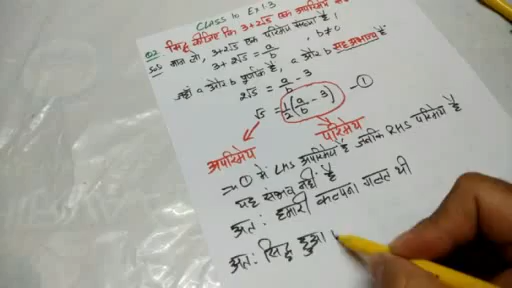 CLASS 10 Ex 1.3
Q2 सिद्ध कीजिए कि 3+2√5 एक अपरिमेय
Sol मान लो, 3+2√5 एक परिमेय संख्या है।
3+2√5 = a/b b≠0
जहाँ a और b पूर्णांक है, a और b सह अभाज्य है
2√5 = a/b - 3
√5 = 1/2(a/b - 3) - ①
अपरिमेय परिमेय
① में LHS अपरिमेय है जबकि RHS परिमेय है
यह संभव नहीं है
अतः हमारी कल्पना गलत थी
अतः सिद्ध हुआ।